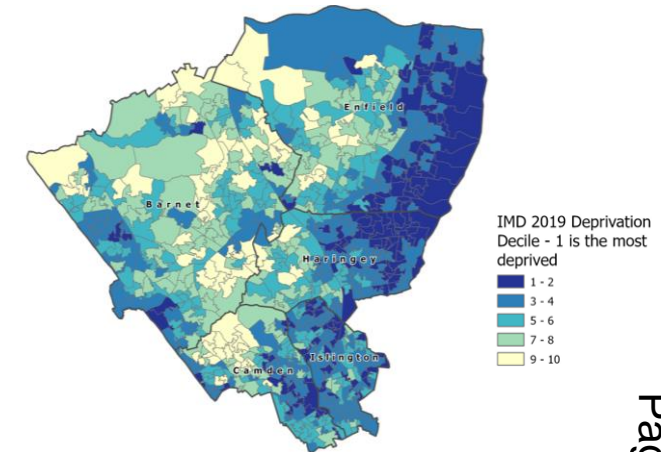 Enfield
Barnet
Haringey
Islington
Camden
IMD 2019 Deprivation
Decile - 1 is the most
deprived
1 - 2
3 - 4
5 - 6
7 - 8
9 - 10
Pag